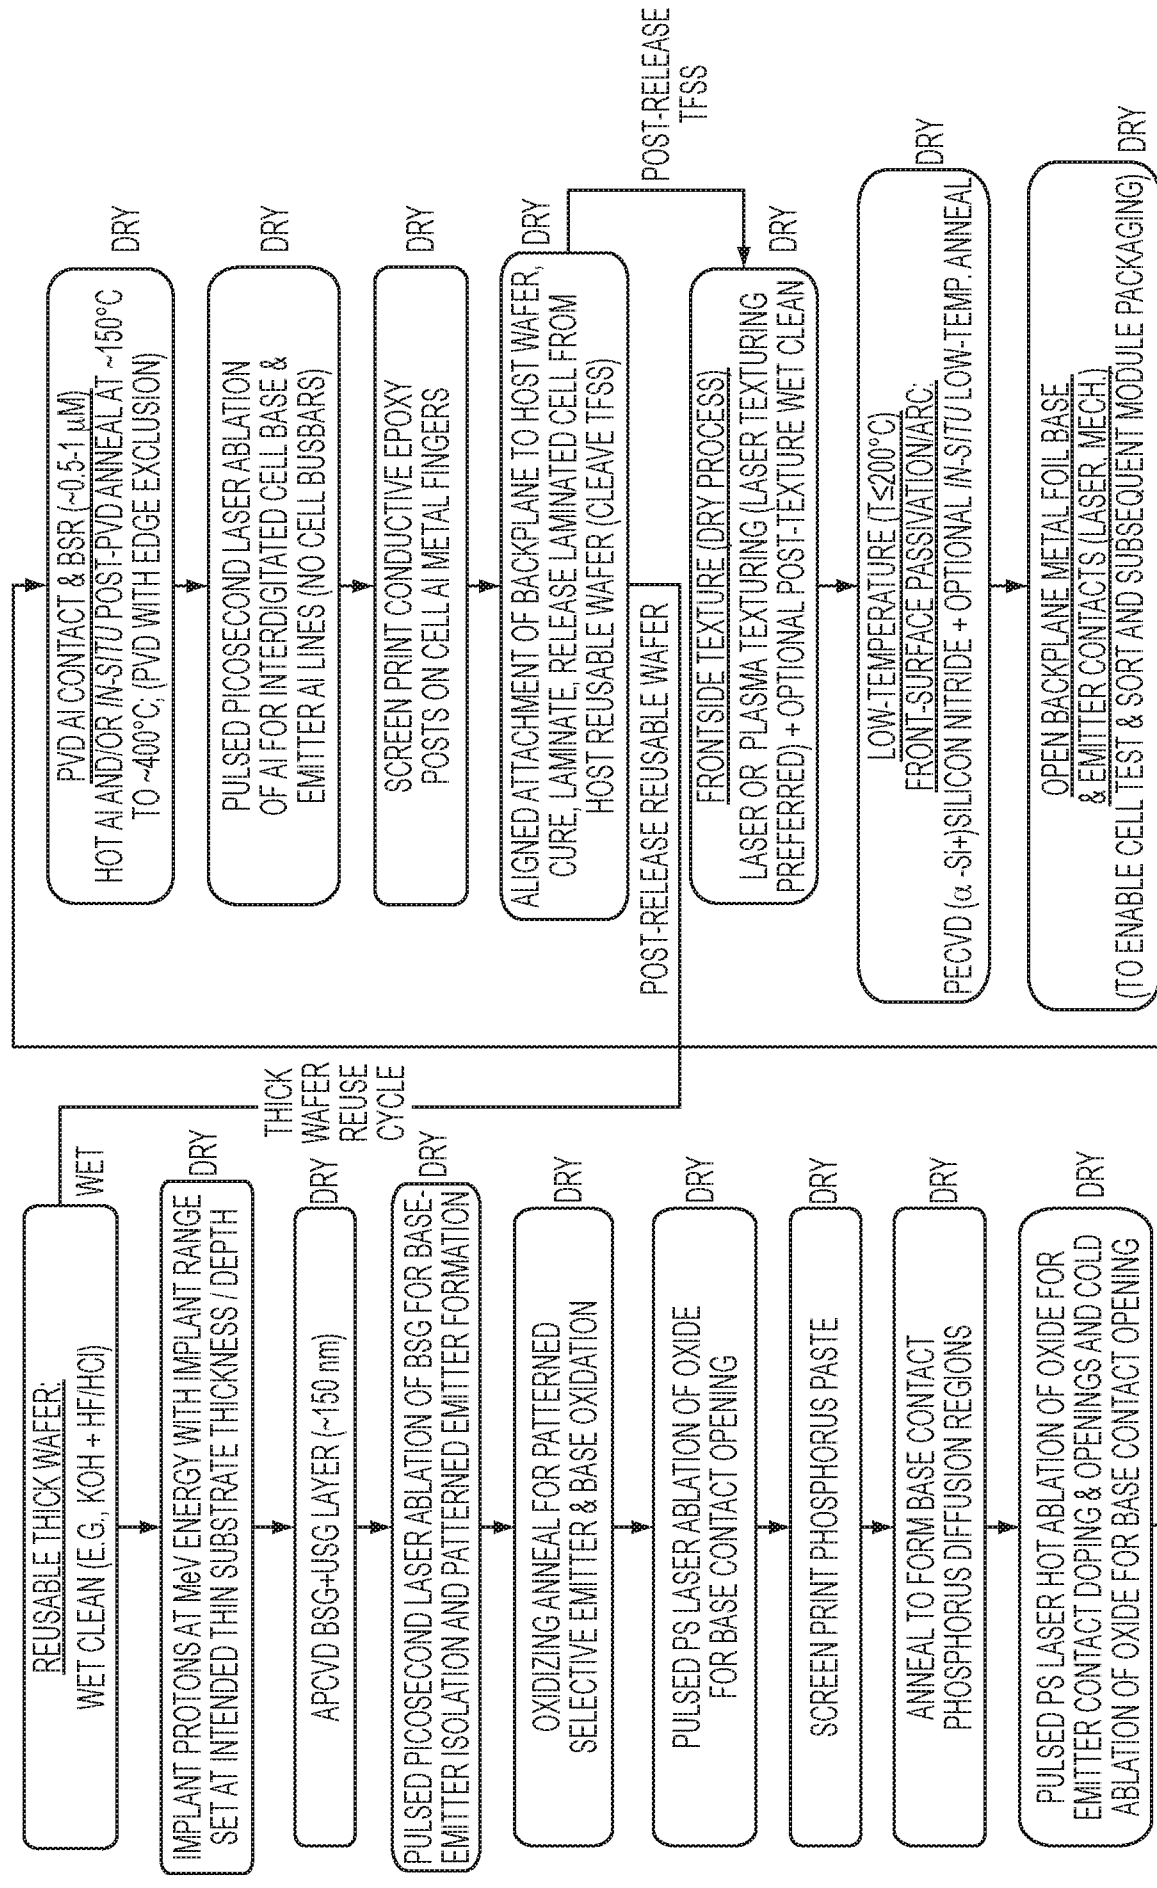 REUSABLE THICK WAFER:
WET CLEAN (E.G., KOH + HF/HCl)
WET
IMPLANT PROTONS AT MeV ENERGY WITH IMPLANT RANGE
SET AT INTENDED THIN SUBSTRATE THICKNESS / DEPTH
DRY
APCVD BSG+USG LAYER (~150 nm)
DRY
PULSED PICOSECOND LASER ABLATION OF BSG FOR BASE-
EMITTER ISOLATION AND PATTERNED EMITTER FORMATION
DRY
OXIDIZING ANNEAL FOR PATTERNED
SELECTIVE EMITTER & BASE OXIDATION
DRY
PULSED PS LASER ABLATION OF OXIDE
FOR BASE CONTACT OPENING
DRY
SCREEN PRINT PHOSPHORUS PASTE
DRY
ANNEAL TO FORM BASE CONTACT
PHOSPHORUS DIFFUSION REGIONS
DRY
PULSED PS LASER HOT ABLATION OF OXIDE FOR
EMITTER CONTACT DOPING & OPENINGS AND COLD
ABLATION OF OXIDE FOR BASE CONTACT OPENING
DRY
THICK
WAFER
REUSE
CYCLE
PVD Al CONTACT & BSR (~0.5-1 µM)
HOT Al AND/OR IN-SITU POST-PVD ANNEAL AT ~150°C
TO ~400°C, (PVD WITH EDGE EXCLUSION)
DRY
PULSED PICOSECOND LASER ABLATION
OF Al FOR INTERDIGITATED CELL BASE &
EMITTER Al LINES (NO CELL BUSBARS)
DRY
SCREEN PRINT CONDUCTIVE EPOXY
POSTS ON CELL Al METAL FINGERS
DRY
ALIGNED ATTACHMENT OF BACKPLANE TO HOST WAFER,
CURE, LAMINATE, RELEASE LAMINATED CELL FROM
HOST REUSABLE WAFER (CLEAVE TFSS)
DRY
POST-RELEASE REUSABLE WAFER
POST-RELEASE
TFSS
FRONTSIDE TEXTURE (DRY PROCESS)
LASER OR PLASMA TEXTURING (LASER TEXTURING
PREFERRED) + OPTIONAL POST-TEXTURE WET CLEAN
DRY
LOW-TEMPERATURE (T≤200°C)
FRONT-SURFACE PASSIVATION/ARC:
PECVD (α -Si+)SILICON NITRIDE + OPTIONAL IN-SITU LOW-TEMP. ANNEAL
DRY
OPEN BACKPLANE METAL FOIL BASE
& EMITTER CONTACTS (LASER, MECH.)
(TO ENABLE CELL TEST & SORT AND SUBSEQUENT MODULE PACKAGING)
DRY